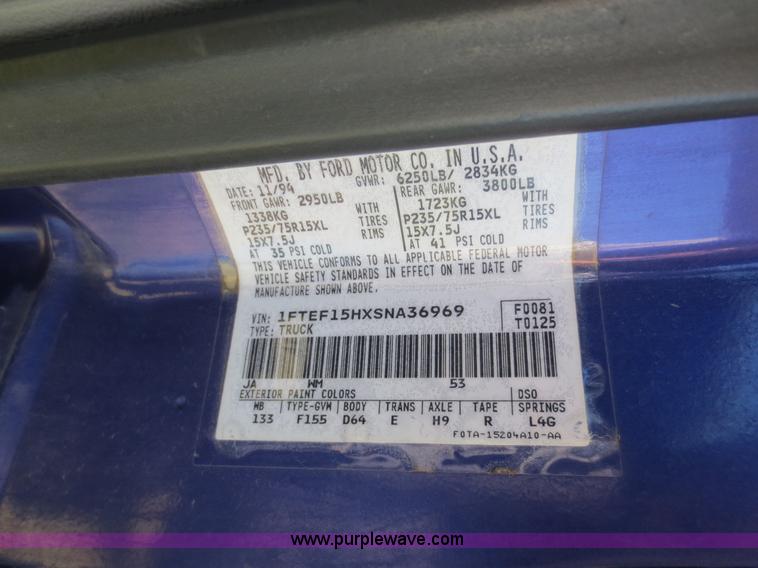 MFD. BY FORD MOTOR CO. IN U.S.A.
DATE: 11/94 GVWR: 6250LB/ 2834KG
FRONT GAWR: 2950LB REAR GAWR: 3800LB
1338KG WITH 1723KG WITH
P235/75R15XL TIRES P235/75R15XL TIRES
15X7.5J RIMS 15X7.5J RIMS
AT 35 PSI COLD AT 41 PSI COLD
THIS VEHICLE CONFORMS TO ALL APPLICABLE FEDERAL MOTOR
VEHICLE SAFETY STANDARDS IN EFFECT ON THE DATE OF
MANUFACTURE SHOWN ABOVE.
VIN: 1FTEF15HXSNA36969 F0081
TYPE: TRUCK T0125
JA WM 53
EXTERIOR PAINT COLORS DSO
WB TYPE-GVW BODY TRANS AXLE TAPE SPRINGS
133 F155 D64 E H9 R L4G
F0TA-15204A10-AA
www.purplewave.com